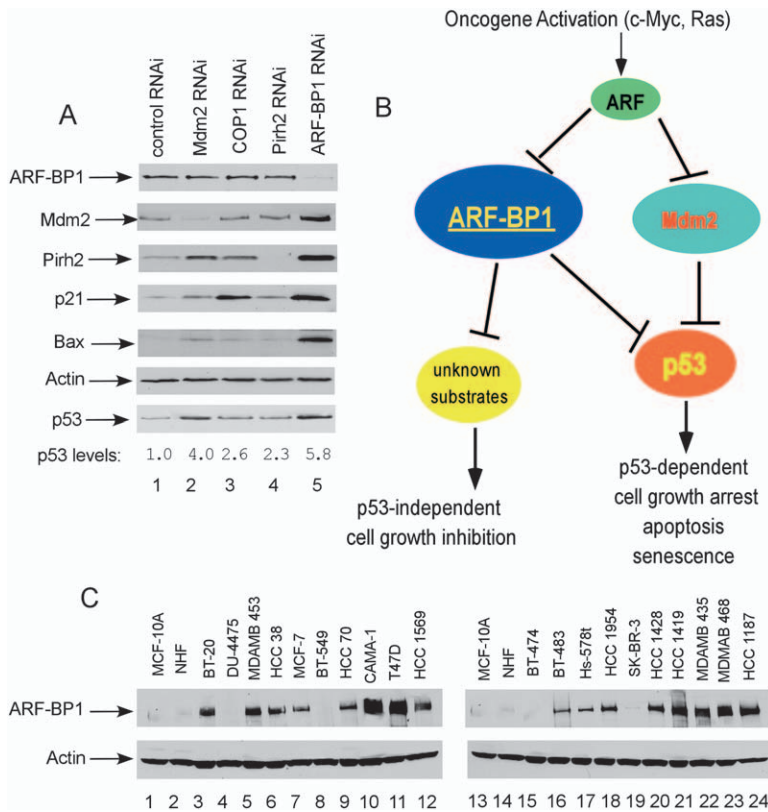 A
control RNAi
Mdm2 RNAi
COP1 RNAi
Pirh2 RNAi
ARF-BP1 RNAi
ARF-BP1
Mdm2
Pirh2
p21
Bax
Actin
p53
p53 levels: 1.0 4.0 2.6 2.3 5.8
1 2 3 4 5
B
Oncogene Activation (c-Myc, Ras)
ARF
ARF-BP1
Mdm2
unknown
substrates
p53
p53-independent
cell growth inhibition
p53-dependent
cell growth arrest
apoptosis
senescence
C
MCF-10A
NHF
BT-20
DU-4475
MDAMB 453
HCC 38
MCF-7
BT-549
HCC 70
CAMA-1
T47D
HCC 1569
MCF-10A
NHF
BT-474
BT-483
Hs-578t
HCC 1954
SK-BR-3
HCC 1428
HCC 1419
MDAMB 435
MDMAB 468
HCC 1187
ARF-BP1
Actin
1 2 3 4 5 6 7 8 9 10 11 12 13 14 15 16 17 18 19 20 21 22 23 24